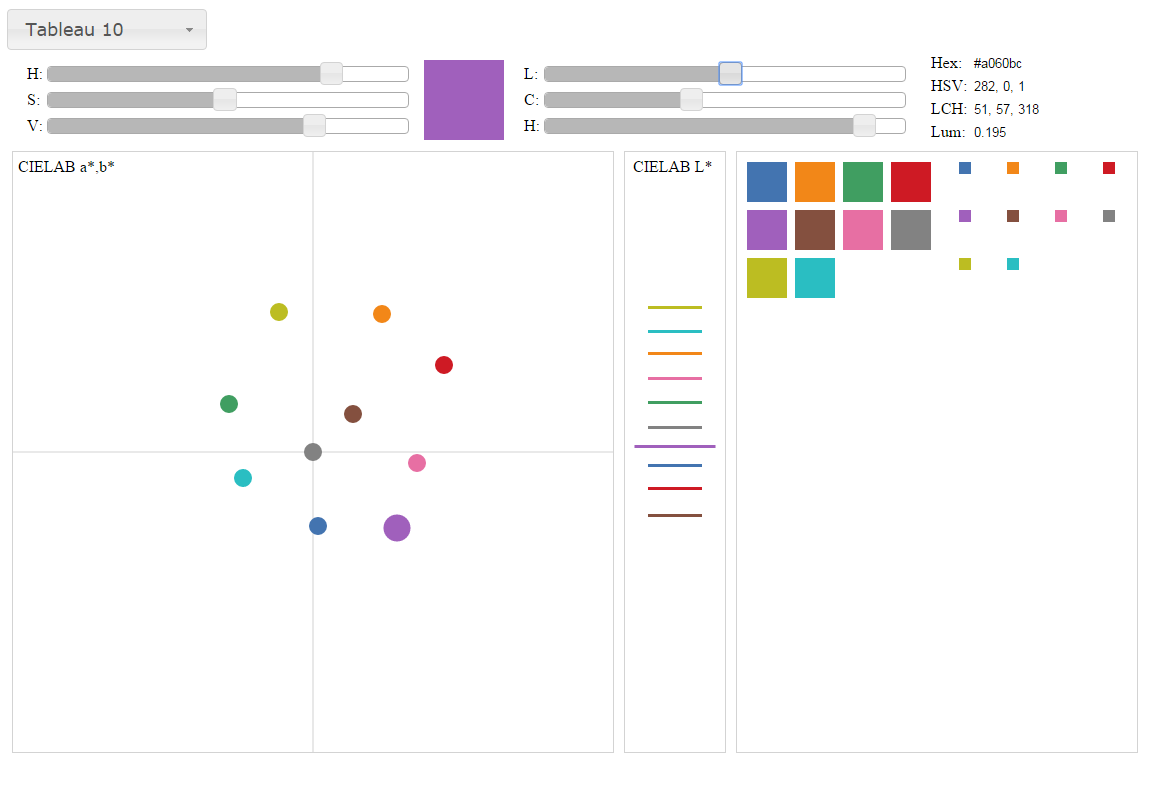 Tableau 10
H:
S:
V:
L:
C:
H:
Hex: #a060bc
HSV: 282, 0, 1
LCH: 51, 57, 318
Lum: 0.195
CIELAB a*,b*
CIELAB L*